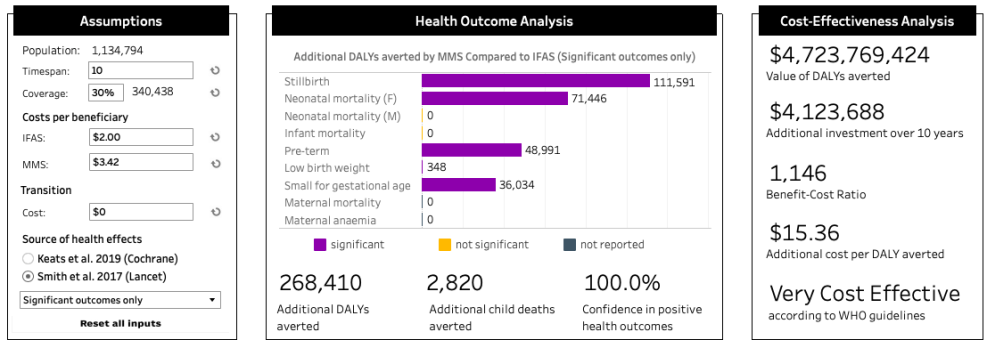 Assumptions
Population: 1,134,794
Timespan: 10
Coverage: 30% 340,438
Costs per beneficiary
IFAS: $2.00
MMS: $3.42
Transition
Cost: $0
Source of health effects
Keats et al. 2019 (Cochrane)
Smith et al. 2017 (Lancet)
Significant outcomes only
Reset all inputs
Health Outcome Analysis
Additional DALYs averted by MMS Compared to IFAS (Significant outcomes only)
Stillbirth 111,591
Neonatal mortality (F) 71,446
Neonatal mortality (M) 0
Infant mortality 0
Pre-term 48,991
Low birth weight 348
Small for gestational age 36,034
Maternal mortality 0
Maternal anaemia 0
significant not significant not reported
268,410 2,820 100.0%
Additional DALYs Additional child deaths Confidence in positive
averted averted health outcomes
Cost-Effectiveness Analysis
$4,723,769,424
Value of DALYs averted
$4,123,688
Additional investment over 10 years
1,146
Benefit-Cost Ratio
$15.36
Additional cost per DALY averted
Very Cost Effective
according to WHO guidelines